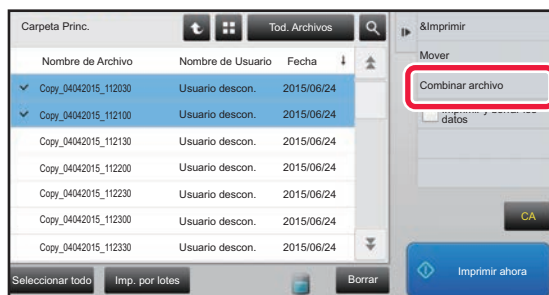 Carpeta Princ.
Tod. Archivos
Nombre de Archivo Nombre de Usuario Fecha
Copy_04042015_112030 Usuario descon. 2015/06/24
Copy_04042015_112100 Usuario descon. 2015/06/24
Copy_04042015_112130 Usuario descon. 2015/06/24
Copy_04042015_112200 Usuario descon. 2015/06/24
Copy_04042015_112230 Usuario descon. 2015/06/24
Copy_04042015_112300 Usuario descon. 2015/06/24
Copy_04042015_112330 Usuario descon. 2015/06/24
Seleccionar todo Imp. por lotes Borrar
&Imprimir
Mover
Combinar archivo
datos
CA
Imprimir ahora